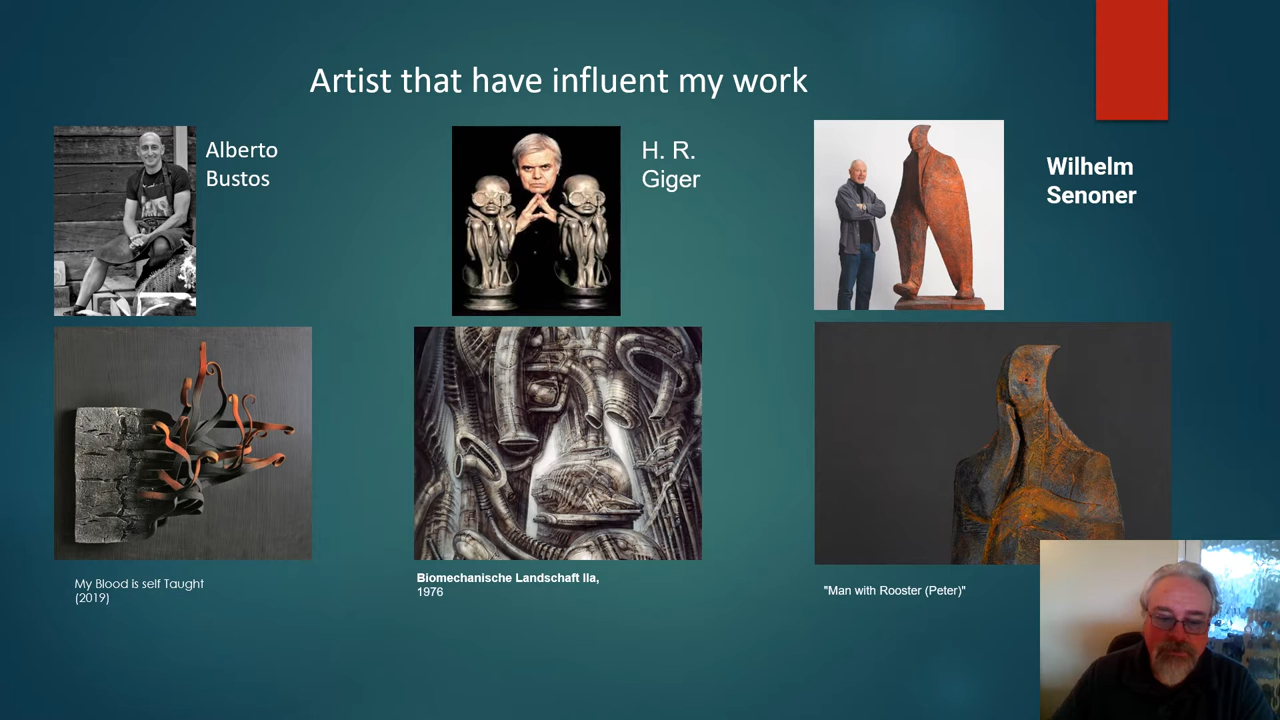 Artist that have influent my work
Alberto
Bustos
H. R.
Giger
Wilhelm
Senoner
My Blood is self Taught
(2019)
Biomechanische Landschaft IIa,
1976
"Man with Rooster (Peter)"